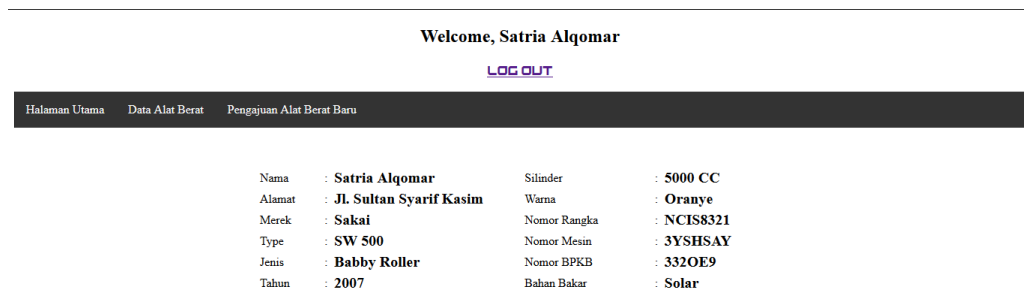 Welcome, Satria Alqomar
LOG OUT
Halaman Utama Data Alat Berat Pengajuan Alat Berat Baru
Nama : Satria Alqomar Silinder : 5000 CC
Alamat : Jl. Sultan Syarif Kasim Warna : Oranye
Merek : Sakai Nomor Rangka : NCIS8321
Type : SW 500 Nomor Mesin : 3YSHSAY
Jenis : Babby Roller Nomor BPKB : 332OE9
Tahun : 2007 Bahan Bakar : Solar